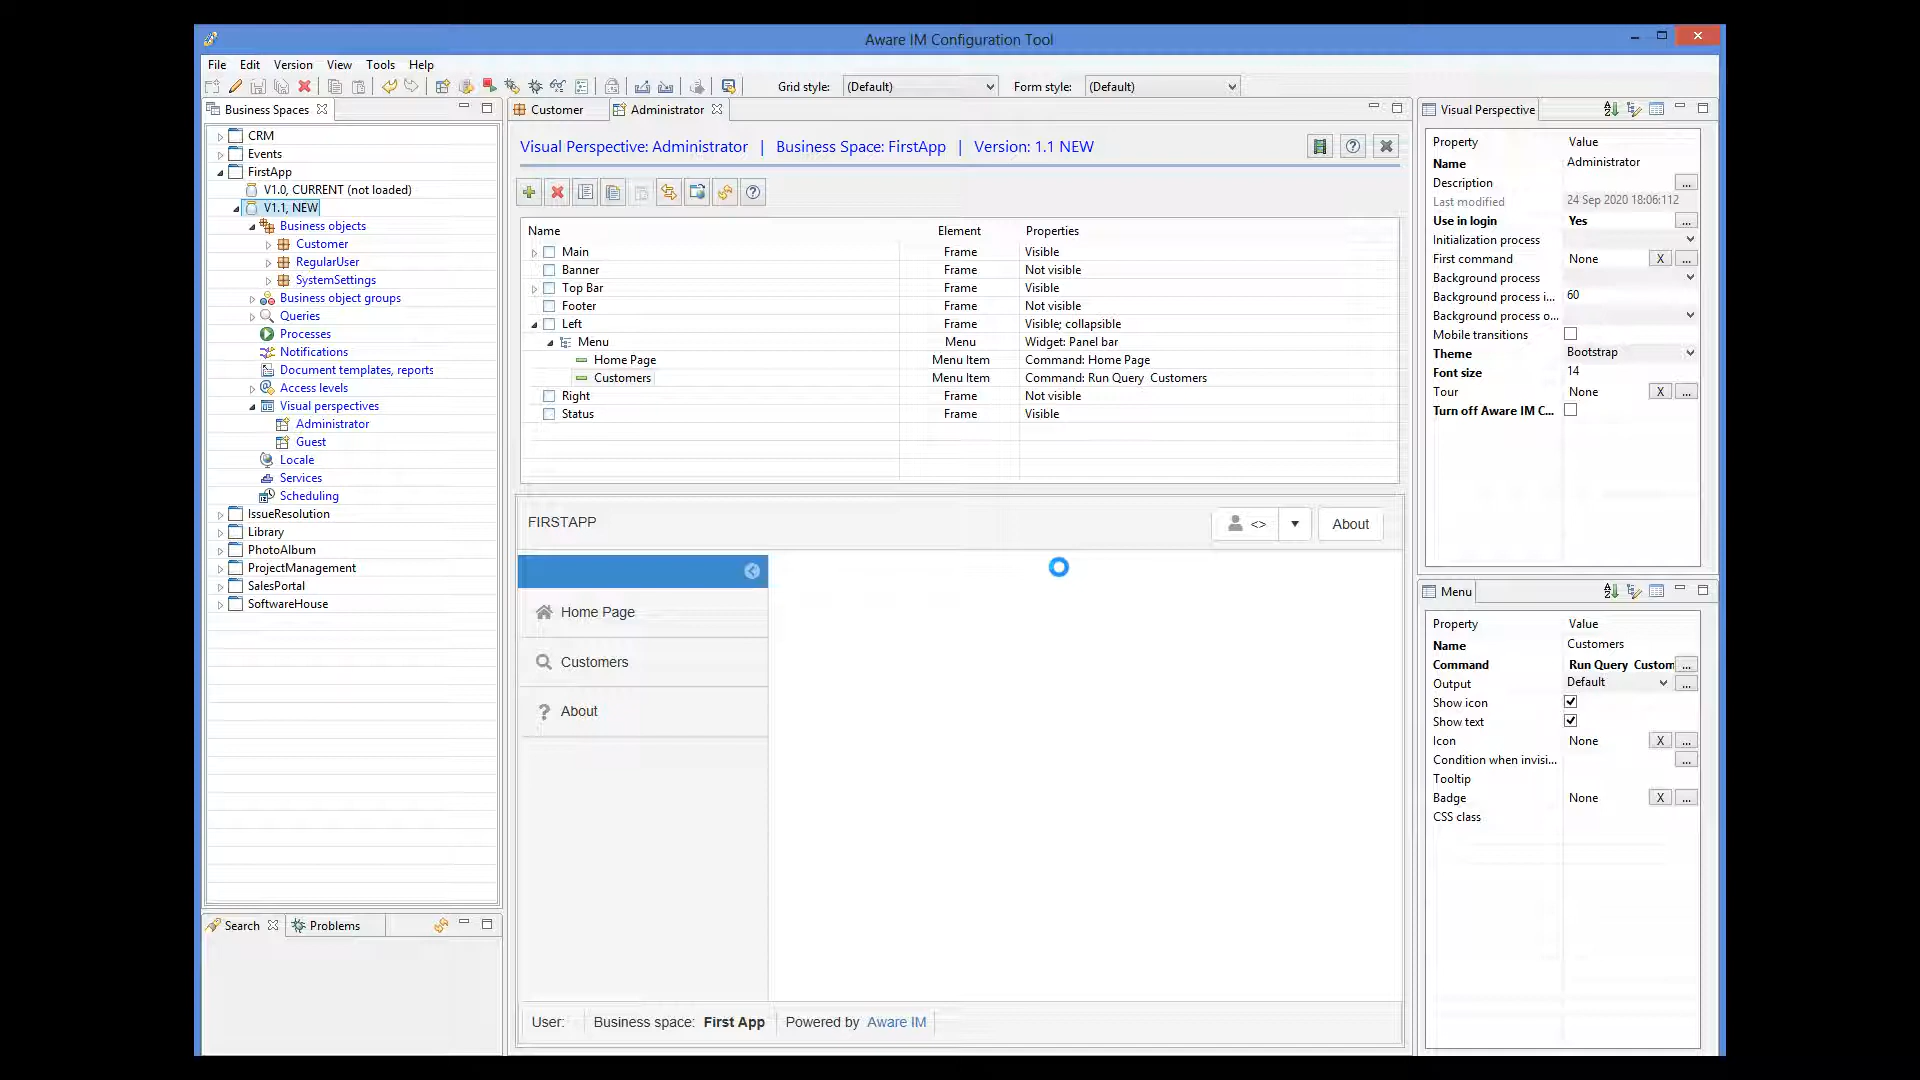 Aware IM Configuration Tool
File Edit Version View Tools Help
Grid style: (Default) Form style: (Default)
Business Spaces
CRM
Events
FirstApp
V1.0, CURRENT (not loaded)
V1.1, NEW
Business objects
Customer
RegularUser
SystemSettings
Business object groups
Queries
Processes
Notifications
Document templates, reports
Access levels
Visual perspectives
Administrator
Guest
Locale
Services
Scheduling
IssueResolution
Library
PhotoAlbum
ProjectManagement
SalesPortal
SoftwareHouse
Search Problems
Customer Administrator
Visual Perspective: Administrator | Business Space: FirstApp | Version: 1.1 NEW
Name Element Properties
Main Frame Visible
Banner Frame Not visible
Top Bar Frame Visible
Footer Frame Not visible
Left Frame Visible; collapsible
Menu Menu Widget: Panel bar
Home Page Menu Item Command: Home Page
Customers Menu Item Command: Run Query Customers
Right Frame Not visible
Status Frame Visible
FIRSTAPP <> About
Home Page
Customers
About
User: Business space: First App Powered by Aware IM
Visual Perspective
Property Value
Name Administrator
Description ...
Last modified 24 Sep 2020 18:06:112
Use in login Yes ...
Initialization process
First command None X ...
Background process
Background process i... 60
Background process o...
Mobile transitions
Theme Bootstrap
Font size 14
Tour None X ...
Turn off Aware IM C...
Menu
Property Value
Name Customers
Command Run Query Custom ...
Output Default ...
Show icon
Show text
Icon None X ...
Condition when invisi... ...
Tooltip
Badge None X ...
CSS class